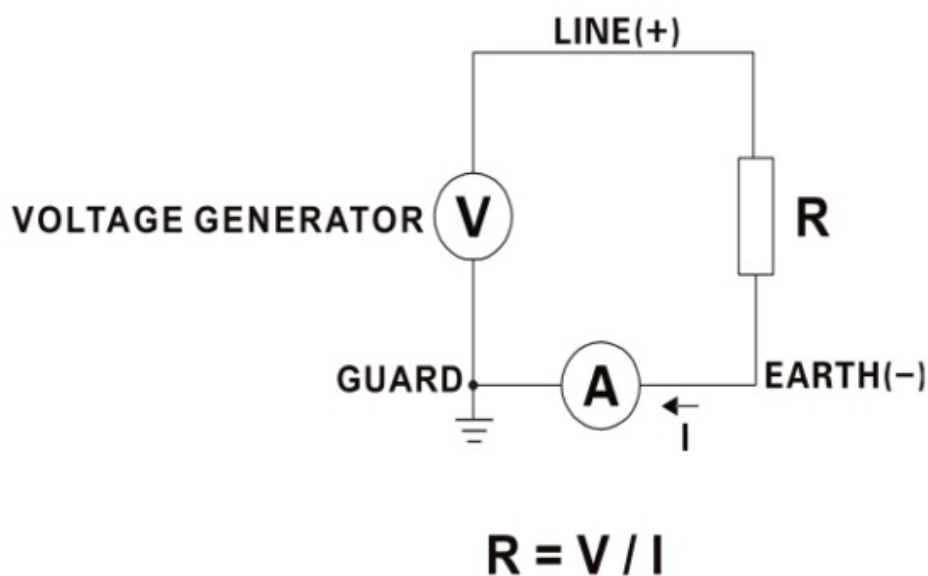 LINE(+)
VOLTAGE GENERATOR
V
R
GUARD
A
EARTH(−)
I
R = V / I